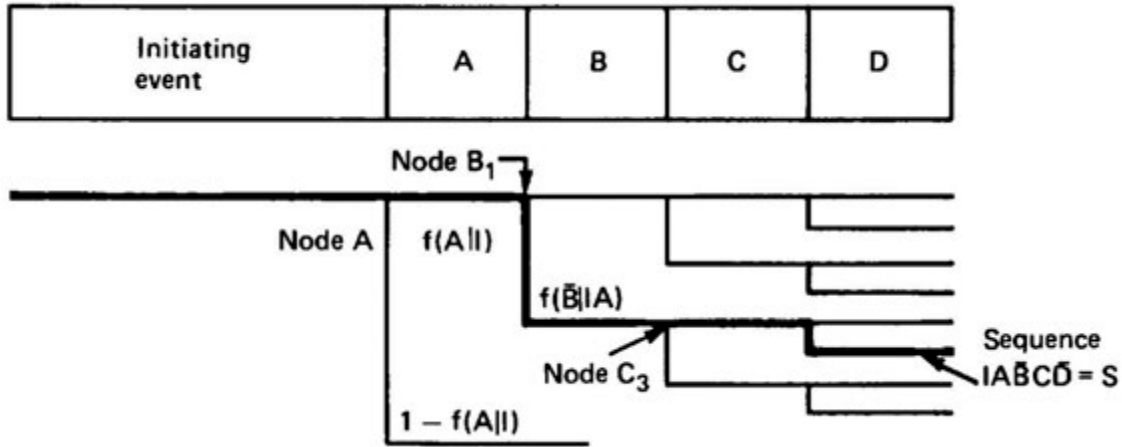 Initiating
event
A
B
C
D
Node B₁
Node A
f(A|I)
f(B̄|IA)
Node C₃
Sequence
IAB̄CD̄ = S
1 – f(A|I)